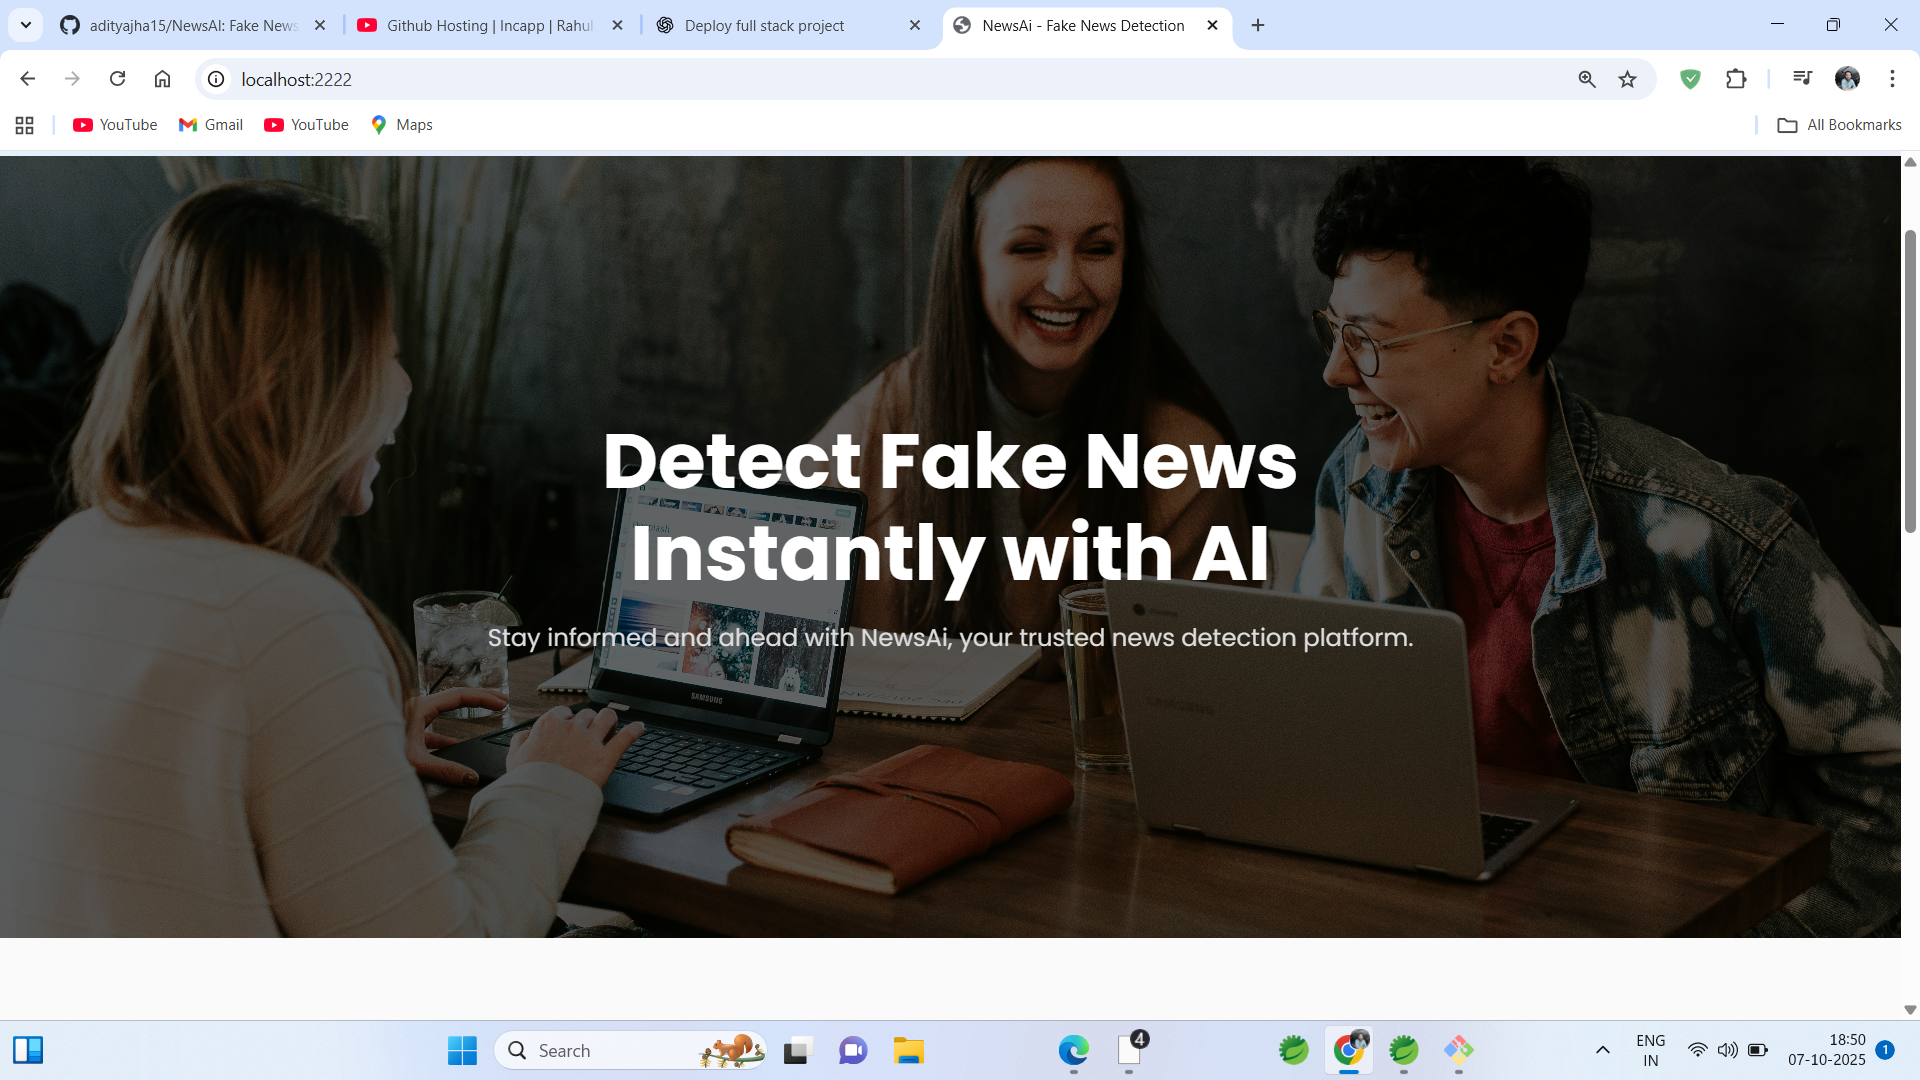 adityajha15/NewsAI: Fake News
Github Hosting | Incapp | Rahul
Deploy full stack project
NewsAi - Fake News Detection
localhost:2222
YouTube
Gmail
YouTube
Maps
All Bookmarks
Detect Fake News
Instantly with AI
Stay informed and ahead with NewsAi, your trusted news detection platform.
SAMSUNG
Search
4
ENG
IN
18:50
07-10-2025
1